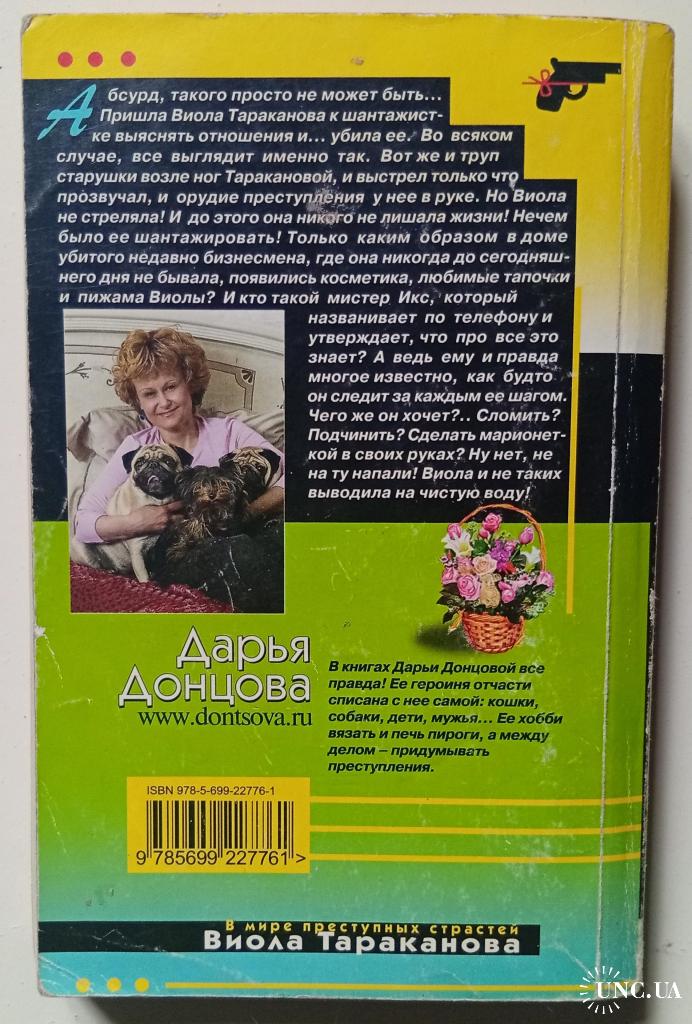 Абсурд, такого просто не может быть...
Пришла Виола Тараканова к шантажист-
ке выяснять отношения и... убила ее. Во всяком
случае, все выглядит именно так. Вот же и труп
старушки возле ног Таракановой, и выстрел только что
прозвучал, и орудие преступления у нее в руке. Но Виола
не стреляла! И до этого она никого не лишала жизни! Нечем
было ее шантажировать! Только каким образом в доме
убитого недавно бизнесмена, где она никогда до сегодняш-
него дня не бывала, появились косметика, любимые тапочки
и пижама Виолы? И кто такой мистер Икс, который
названивает по телефону и
утверждает, что про все это
знает? А ведь ему и правда
многое известно, как будто
он следит за каждым ее шагом.
Чего же он хочет?.. Сломить?
Подчинить? Сделать марионет-
кой в своих руках? Ну нет, не
на ту напали! Виола и не таких
выводила на чистую воду!
Дарья
Донцова
www.dontsova.ru
В книгах Дарьи Донцовой все
правда! Ее героиня отчасти
списана с нее самой: кошки,
собаки, дети, мужья... Ее хобби
вязать и печь пироги, а между
делом – придумывать
преступления.
ISBN 978-5-699-22776-1
9 785699 227761 >
В мире преступных страстей
Виола Тараканова
UNC.UA